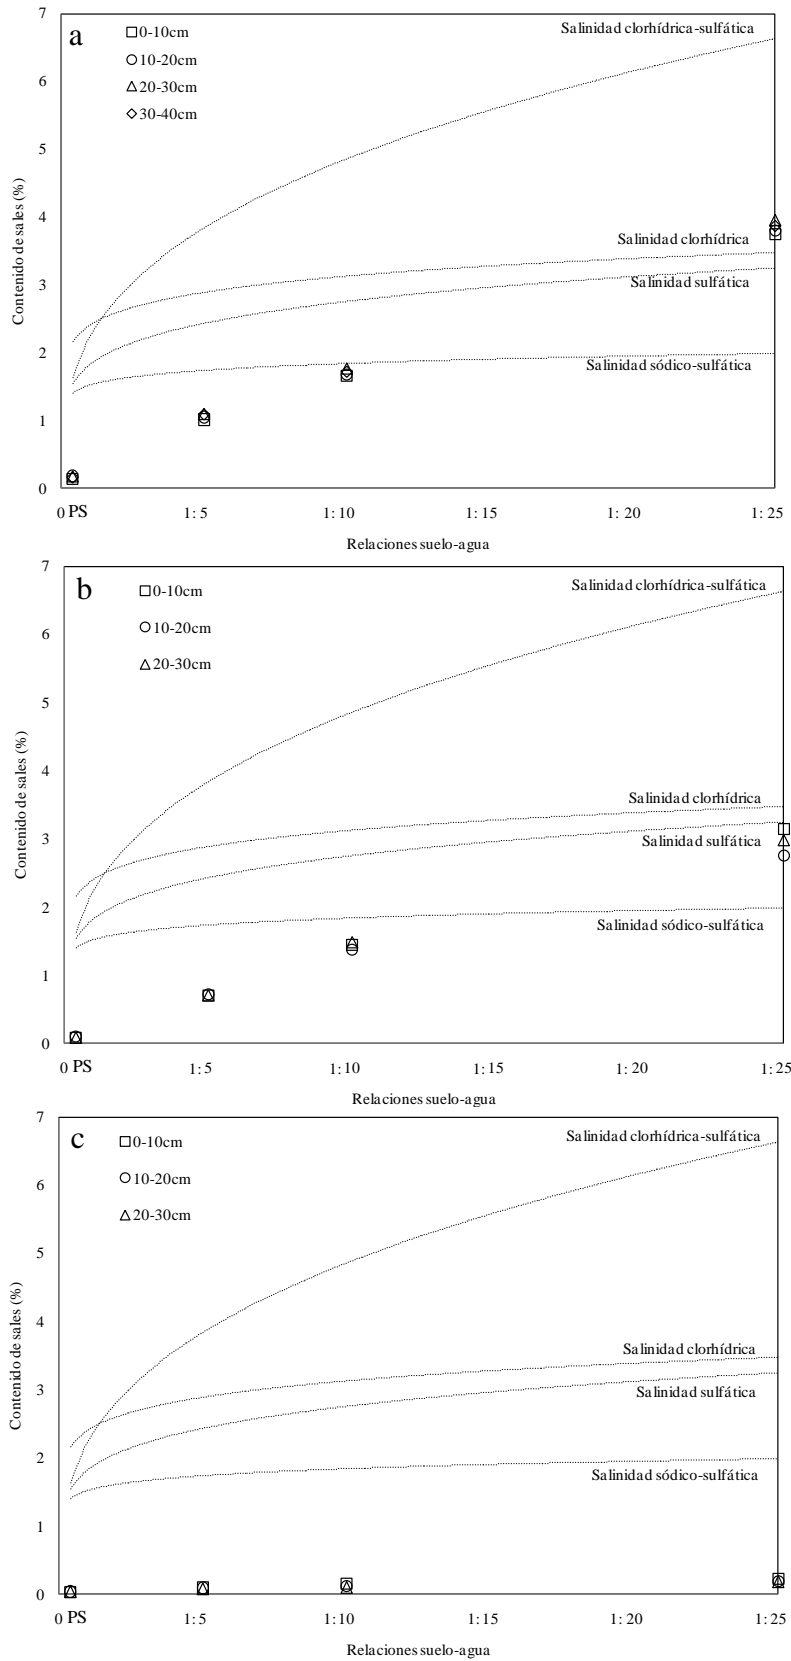 a
0-10cm
10-20cm
20-30cm
30-40cm
Salinidad clorhídrica-sulfática
Salinidad clorhídrica
Salinidad sulfática
Salinidad sódico-sulfática
Contenido de sales (%)
7
6
5
4
3
2
1
0
0 PS 1:5 1:10 1:15 1:20 1:25
Relaciones suelo-agua
b
0-10cm
10-20cm
20-30cm
Salinidad clorhídrica-sulfática
Salinidad clorhídrica
Salinidad sulfática
Salinidad sódico-sulfática
Contenido de sales (%)
7
6
5
4
3
2
1
0
0 PS 1:5 1:10 1:15 1:20 1:25
Relaciones suelo-agua
c
0-10cm
10-20cm
20-30cm
Salinidad clorhídrica-sulfática
Salinidad clorhídrica
Salinidad sulfática
Salinidad sódico-sulfática
Contenido de sales (%)
7
6
5
4
3
2
1
0
0 PS 1:5 1:10 1:15 1:20 1:25
Relaciones suelo-agua